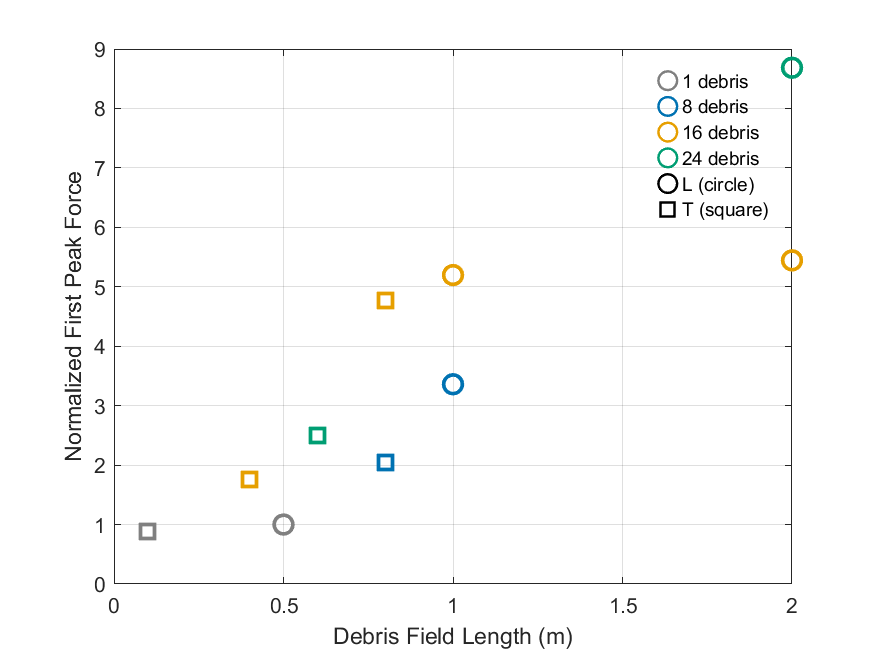 9
8
7
6
5
4
3
2
1
0
0
0.5
1
1.5
2
Normalized First Peak Force
Debris Field Length (m)
1 debris
8 debris
16 debris
24 debris
L (circle)
T (square)